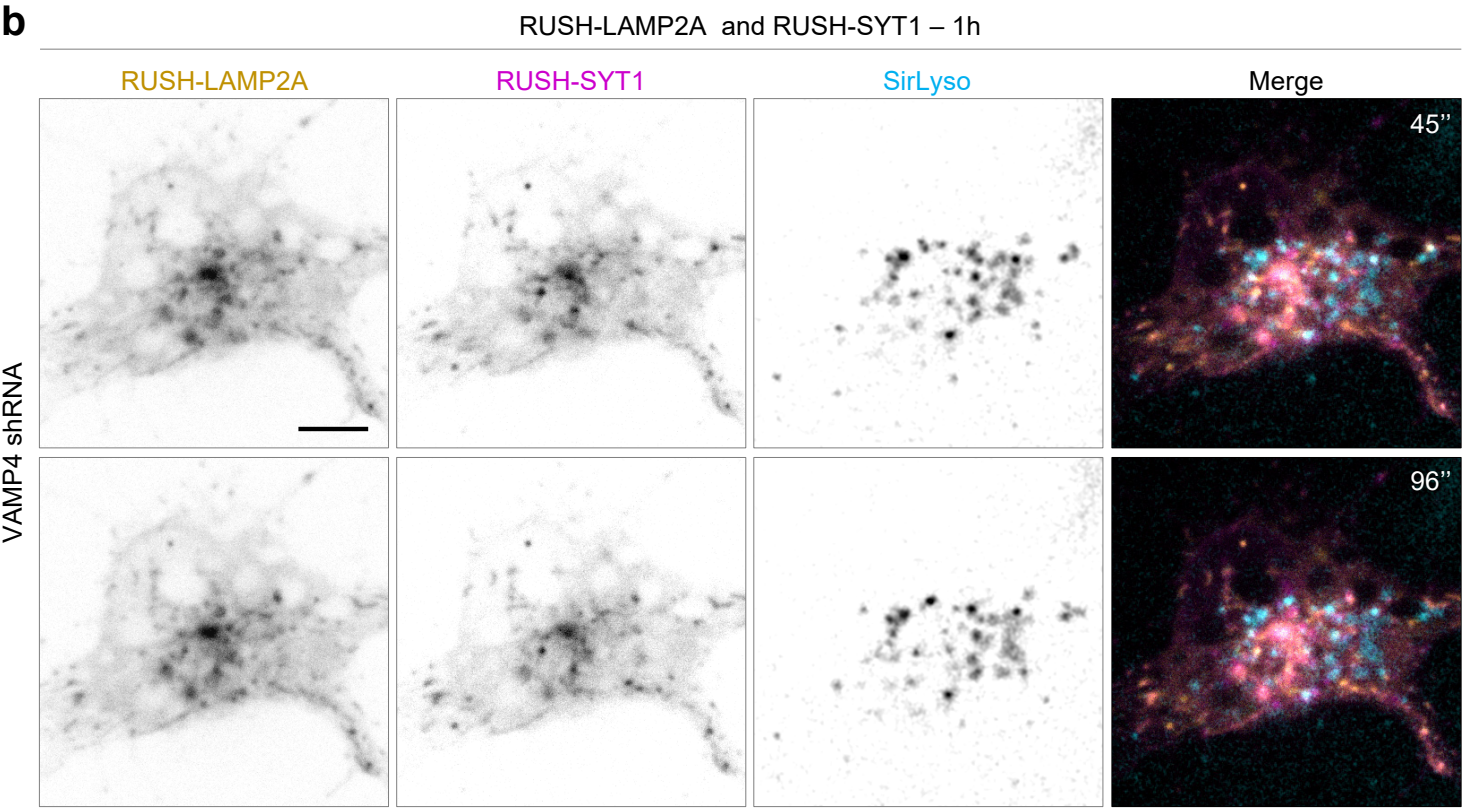 b
RUSH-LAMP2A and RUSH-SYT1 – 1h
RUSH-LAMP2A
RUSH-SYT1
SirLyso
Merge
45’’
VAMP4 shRNA
96’’